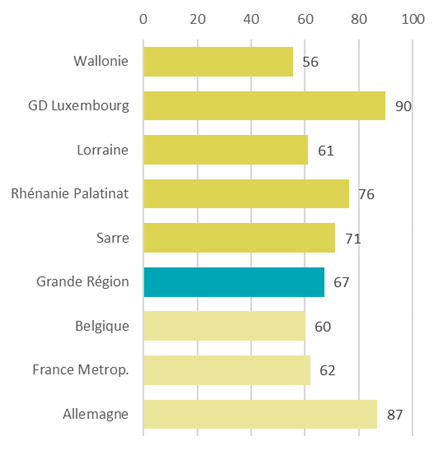 0 20 40 60 80 100
Wallonie 56
GD Luxembourg 90
Lorraine 61
Rhénanie Palatinat 76
Sarre 71
Grande Région 67
Belgique 60
France Metrop. 62
Allemagne 87